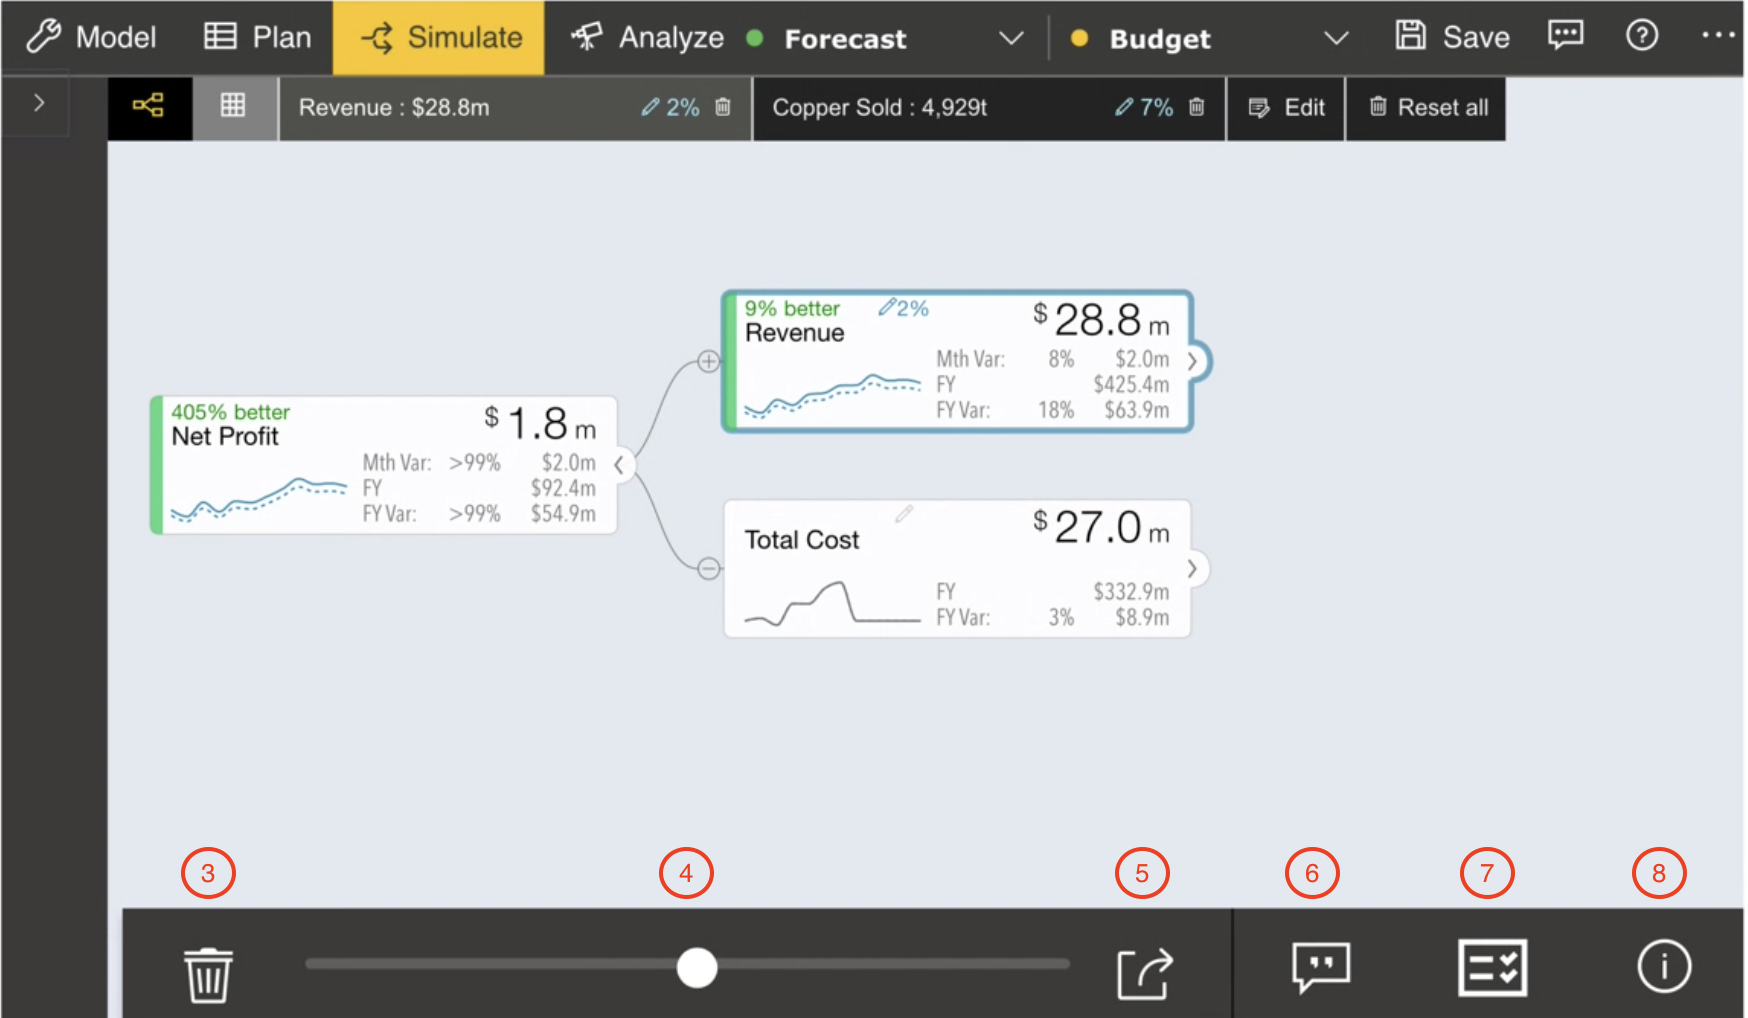 Model Plan Simulate Analyze Forecast Budget Save
Revenue : $28.8m 2% Copper Sold : 4,929t 7% Edit Reset all
9% better 2% $ 28.8 m
Revenue
Mth Var: 8% $2.0m
FY $425.4m
FY Var: 18% $63.9m
405% better $ 1.8 m
Net Profit
Mth Var: >99% $2.0m
FY $92.4m
FY Var: >99% $54.9m
Total Cost $ 27.0 m
FY $332.9m
FY Var: 3% $8.9m
3 4 5 6 7 8